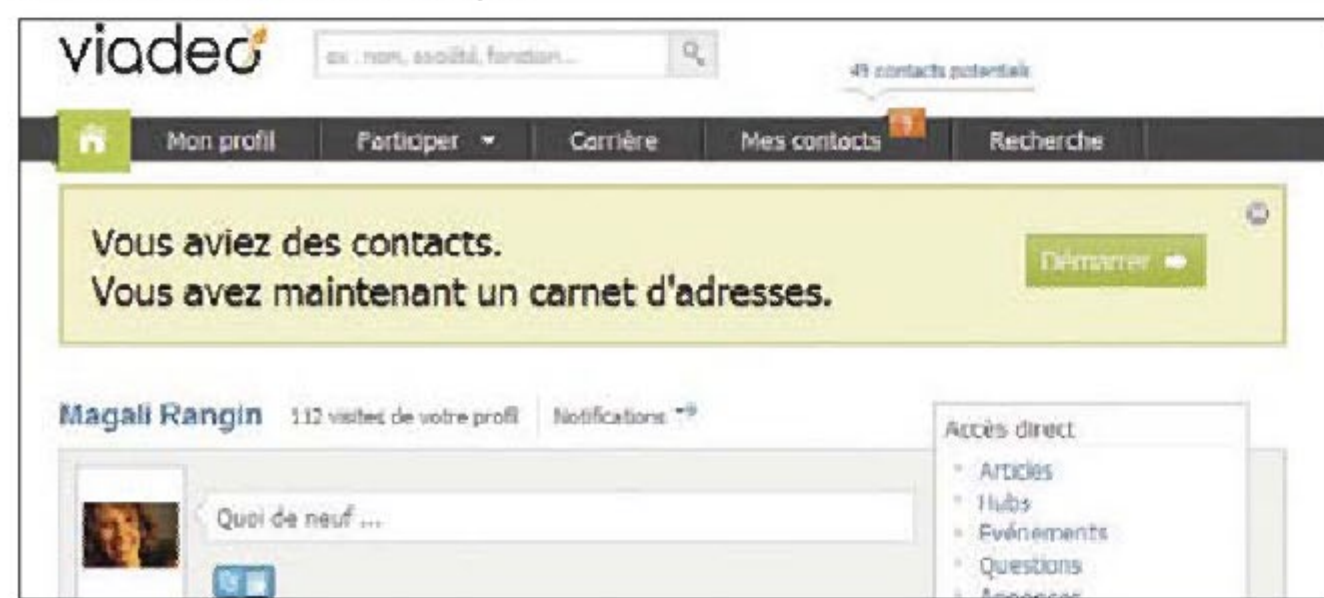 viadeo
ex : nom, société, fonction...
49 contacts potentiels
Mon profil
Participer
Carrière
Mes contacts
Recherche
Vous aviez des contacts.
Vous avez maintenant un carnet d'adresses.
Démarrer
Magali Rangin
112 visites de votre profil
Notifications
Accès direct
Articles
Hubs
Evénements
Questions
Annonces
Quoi de neuf ...